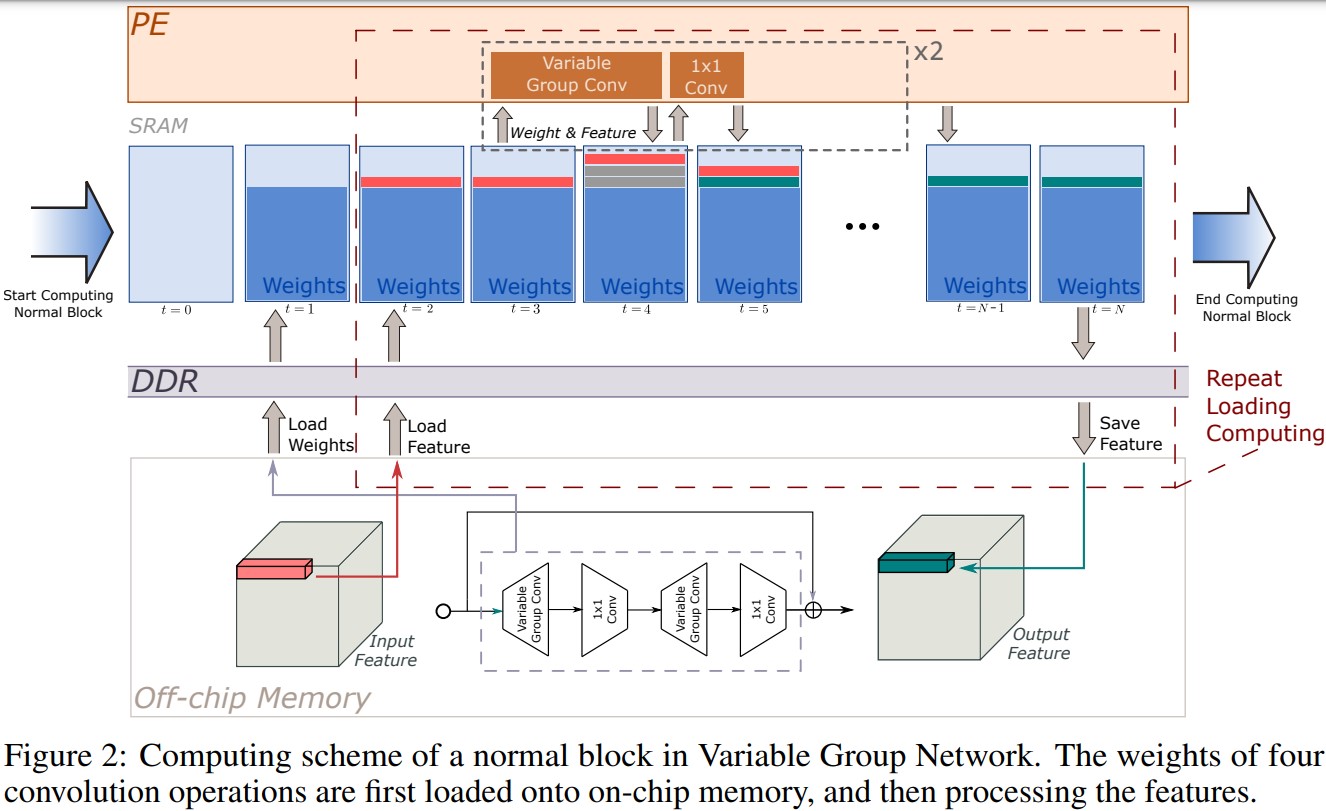 PE
Variable
Group Conv
1x1
Conv
x2
SRAM
Weight & Feature
Weights
Weights
Weights
Weights
Weights
Weights
Weights
Start Computing
Normal Block
t = 0
t = 1
t = 2
t = 3
t = 4
t = 5
t = N-1
t = N
End Computing
Normal Block
DDR
Repeat
Loading
Computing
Load
Weights
Load
Feature
Save
Feature
Input
Feature
Variable
Group Conv
1x1
Conv
Variable
Group Conv
1x1
Conv
Output
Feature
Off-chip Memory
Figure 2: Computing scheme of a normal block in Variable Group Network. The weights of four
convolution operations are first loaded onto on-chip memory, and then processing the features.